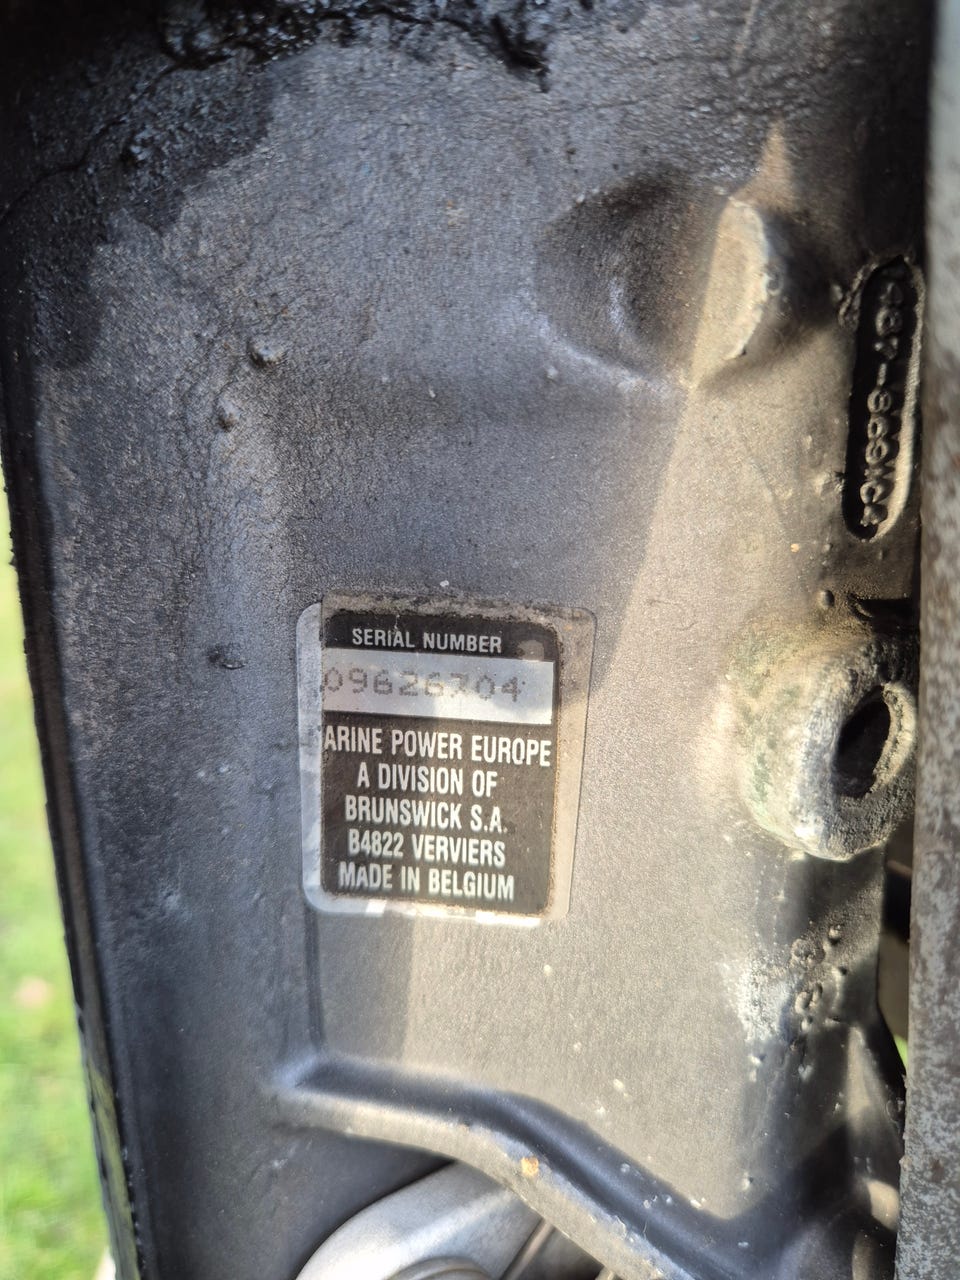 SERIAL NUMBER
09626704
ARINE POWER EUROPE
A DIVISION OF
BRUNSWICK S.A.
B4822 VERVIERS
MADE IN BELGIUM